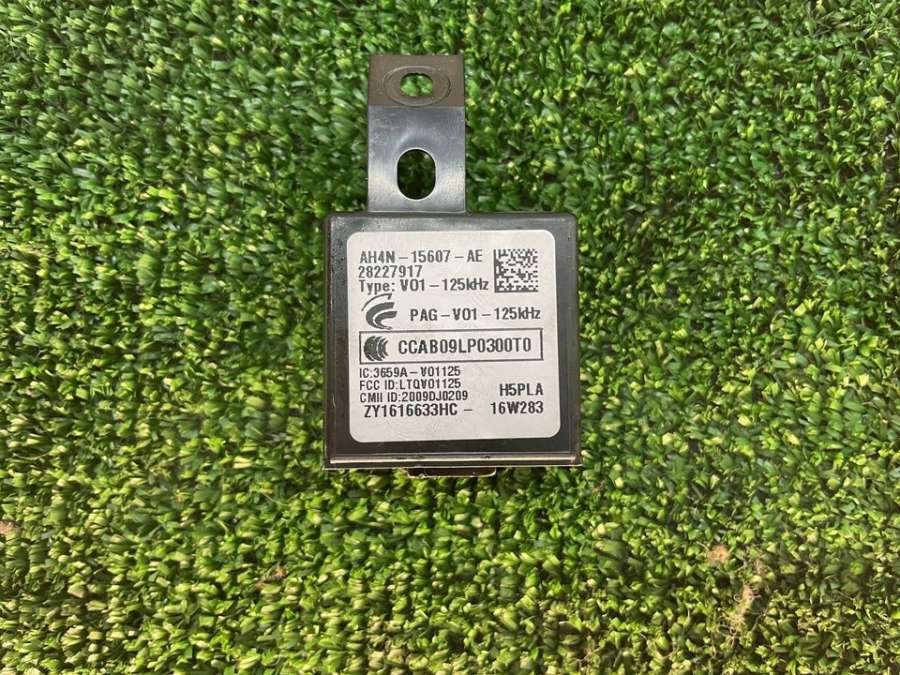 AH4N-15607-AE
28227917
Type: V01-125kHz
PAG-V01-125kHz
CCAB09LP0300T0
IC:3659A-V01125
FCC ID:LTQV01125
CMII ID:2009DJ0209
H5PLA
ZY1616633HC - 16W283